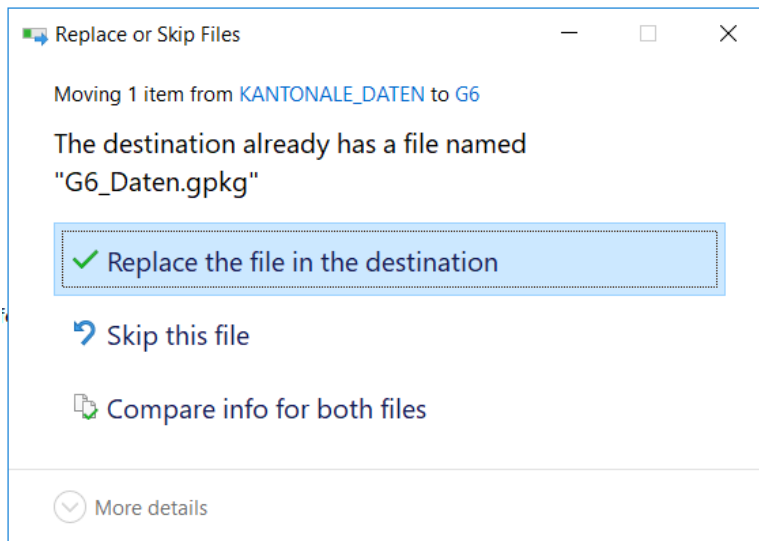 Replace or Skip Files
Moving 1 item from KANTONALE_DATEN to G6
The destination already has a file named
"G6_Daten.gpkg"
Replace the file in the destination
Skip this file
Compare info for both files
More details